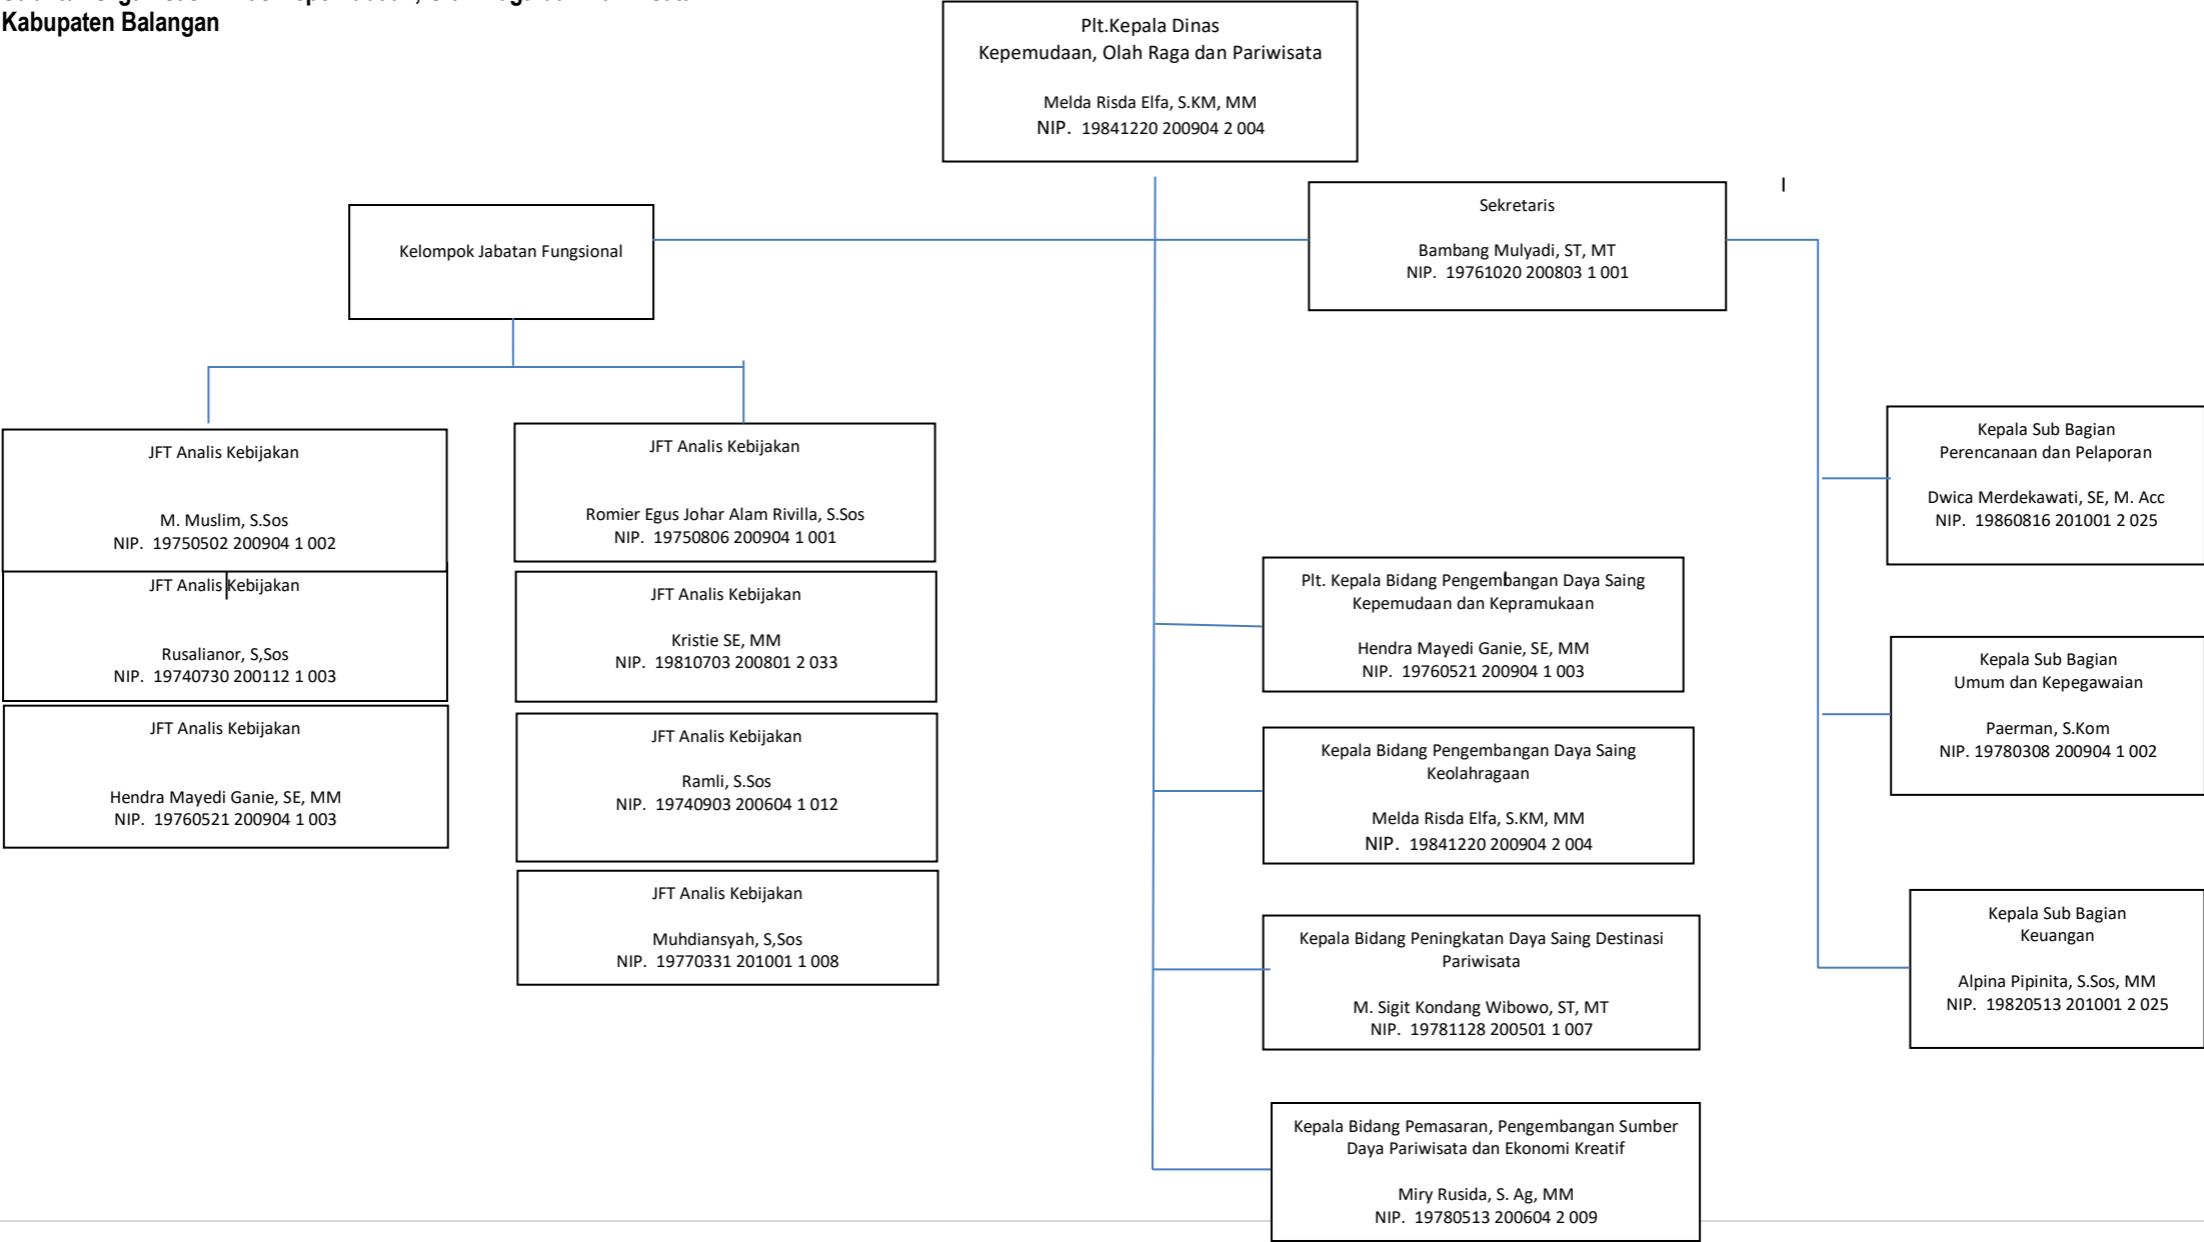 Kabupaten Balangan
Plt.Kepala Dinas
Kepemudaan, Olah Raga dan Pariwisata
Melda Risda Elfa, S.KM, MM
NIP. 19841220 200904 2 004
Sekretaris
Bambang Mulyadi, ST, MT
NIP. 19761020 200803 1 001
Kelompok Jabatan Fungsional
JFT Analis Kebijakan
M. Muslim, S.Sos
NIP. 19750502 200904 1 002
JFT Analis Kebijakan
Rusalianor, S,Sos
NIP. 19740730 200112 1 003
JFT Analis Kebijakan
Hendra Mayedi Ganie, SE, MM
NIP. 19760521 200904 1 003
JFT Analis Kebijakan
Romier Egus Johar Alam Rivilla, S.Sos
NIP. 19750806 200904 1 001
JFT Analis Kebijakan
Kristie SE, MM
NIP. 19810703 200801 2 033
JFT Analis Kebijakan
Ramli, S.Sos
NIP. 19740903 200604 1 012
JFT Analis Kebijakan
Muhdiansyah, S,Sos
NIP. 19770331 201001 1 008
Plt. Kepala Bidang Pengembangan Daya Saing
Kepemudaan dan Kepramukaan
Hendra Mayedi Ganie, SE, MM
NIP. 19760521 200904 1 003
Kepala Bidang Pengembangan Daya Saing
Keolahragaan
Melda Risda Elfa, S.KM, MM
NIP. 19841220 200904 2 004
Kepala Bidang Peningkatan Daya Saing Destinasi
Pariwisata
M. Sigit Kondang Wibowo, ST, MT
NIP. 19781128 200501 1 007
Kepala Bidang Pemasaran, Pengembangan Sumber
Daya Pariwisata dan Ekonomi Kreatif
Miry Rusida, S. Ag, MM
NIP. 19780513 200604 2 009
Kepala Sub Bagian
Perencanaan dan Pelaporan
Dwica Merdekawati, SE, M. Acc
NIP. 19860816 201001 2 025
Kepala Sub Bagian
Umum dan Kepegawaian
Paerman, S.Kom
NIP. 19780308 200904 1 002
Kepala Sub Bagian
Keuangan
Alpina Pipinita, S.Sos, MM
NIP. 19820513 201001 2 025